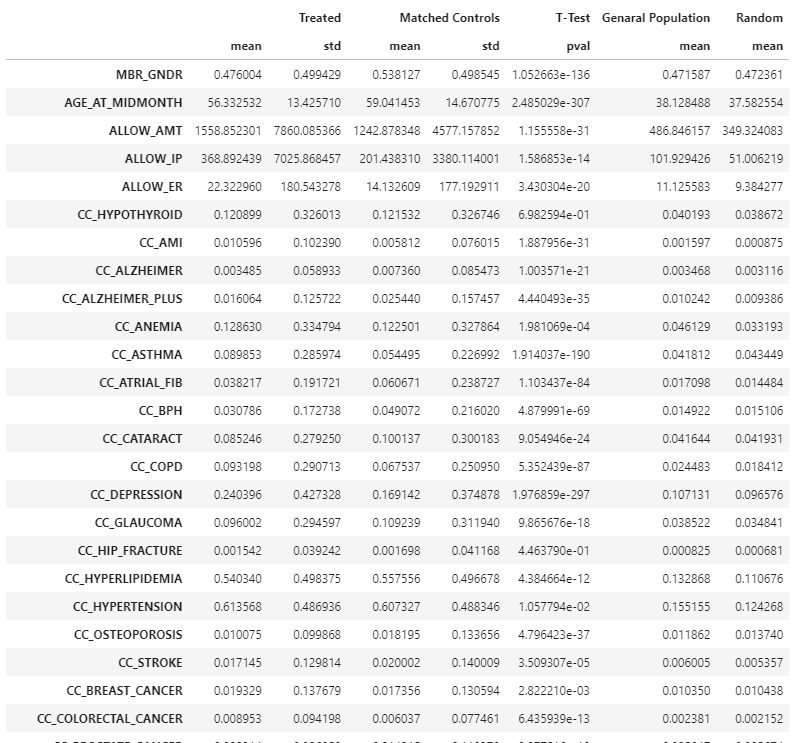 Treated Matched Controls T-Test Genaral Population Random
mean std mean std pval mean mean
MBR_GNDR 0.476004 0.499429 0.538127 0.498545 1.052663e-136 0.471587 0.472361
AGE_AT_MIDMONTH 56.332532 13.425710 59.041453 14.670775 2.485029e-307 38.128488 37.582554
ALLOW_AMT 1558.852301 7860.085366 1242.878348 4577.157852 1.155558e-31 486.846157 349.324083
ALLOW_IP 368.892439 7025.868457 201.438310 3380.114001 1.586853e-14 101.929426 51.006219
ALLOW_ER 22.322960 180.543278 14.132609 177.192911 3.430304e-20 11.125583 9.384277
CC_HYPOTHYROID 0.120899 0.326013 0.121532 0.326746 6.982594e-01 0.040193 0.038672
CC_AMI 0.010596 0.102390 0.005812 0.076015 1.887956e-31 0.001597 0.000875
CC_ALZHEIMER 0.003485 0.058933 0.007360 0.085473 1.003571e-21 0.003468 0.003116
CC_ALZHEIMER_PLUS 0.016064 0.125722 0.025440 0.157457 4.440493e-35 0.010242 0.009386
CC_ANEMIA 0.128630 0.334794 0.122501 0.327864 1.981069e-04 0.046129 0.033193
CC_ASTHMA 0.089853 0.285974 0.054495 0.226992 1.914037e-190 0.041812 0.043449
CC_ATRIAL_FIB 0.038217 0.191721 0.060671 0.238727 1.103437e-84 0.017098 0.014484
CC_BPH 0.030786 0.172738 0.049072 0.216020 4.879991e-69 0.014922 0.015106
CC_CATARACT 0.085246 0.279250 0.100137 0.300183 9.054946e-24 0.041644 0.041931
CC_COPD 0.093198 0.290713 0.067537 0.250950 5.352439e-87 0.024483 0.018412
CC_DEPRESSION 0.240396 0.427328 0.169142 0.374878 1.976859e-297 0.107131 0.096576
CC_GLAUCOMA 0.096002 0.294597 0.109239 0.311940 9.865676e-18 0.038522 0.034841
CC_HIP_FRACTURE 0.001542 0.039242 0.001698 0.041168 4.463790e-01 0.000825 0.000681
CC_HYPERLIPIDEMIA 0.540340 0.498375 0.557556 0.496678 4.384664e-12 0.132868 0.110676
CC_HYPERTENSION 0.613568 0.486936 0.607327 0.488346 1.057794e-02 0.155155 0.124268
CC_OSTEOPOROSIS 0.010075 0.099868 0.018195 0.133656 4.796423e-37 0.011862 0.013740
CC_STROKE 0.017145 0.129814 0.020002 0.140009 3.509307e-05 0.006005 0.005357
CC_BREAST_CANCER 0.019329 0.137679 0.017356 0.130594 2.822210e-03 0.010350 0.010438
CC_COLORECTAL_CANCER 0.008953 0.094198 0.006037 0.077461 6.435939e-13 0.002381 0.002152